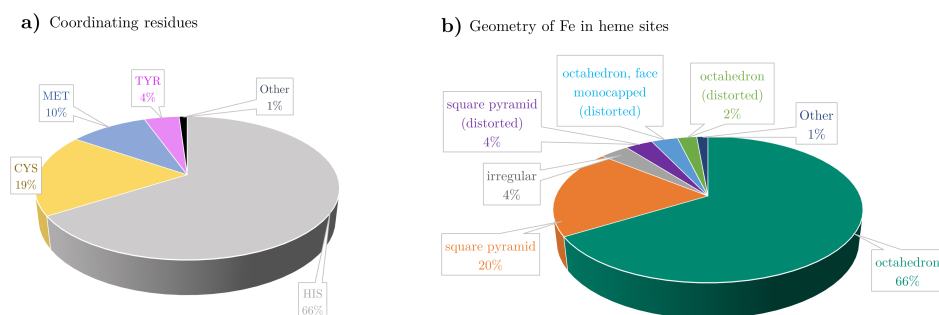 a) Coordinating residues
TYR
4%
MET
10%
Other
1%
CYS
19%
HIS
66%
b) Geometry of Fe in heme sites
octahedron, face
monocapped
(distorted)
octahedron
(distorted)
2%
square pyramid
(distorted)
4%
Other
1%
irregular
4%
square pyramid
20%
octahedron
66%